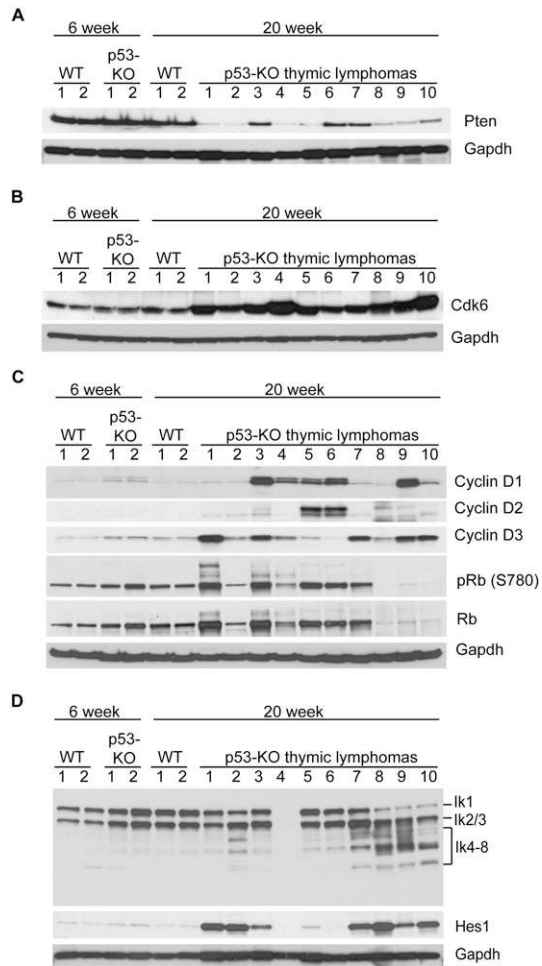 A
6 week 20 week
p53-
WT KO WT p53-KO thymic lymphomas
1 2 1 2 1 2 1 2 3 4 5 6 7 8 9 10
Pten
Gapdh
B
6 week 20 week
p53-
WT KO WT p53-KO thymic lymphomas
1 2 1 2 1 2 1 2 3 4 5 6 7 8 9 10
Cdk6
Gapdh
C
6 week 20 week
p53-
WT KO WT p53-KO thymic lymphomas
1 2 1 2 1 2 1 2 3 4 5 6 7 8 9 10
Cyclin D1
Cyclin D2
Cyclin D3
pRb (S780)
Rb
Gapdh
D
6 week 20 week
p53-
WT KO WT p53-KO thymic lymphomas
1 2 1 2 1 2 1 2 3 4 5 6 7 8 9 10
Ik1
Ik2/3
Ik4-8
Hes1
Gapdh